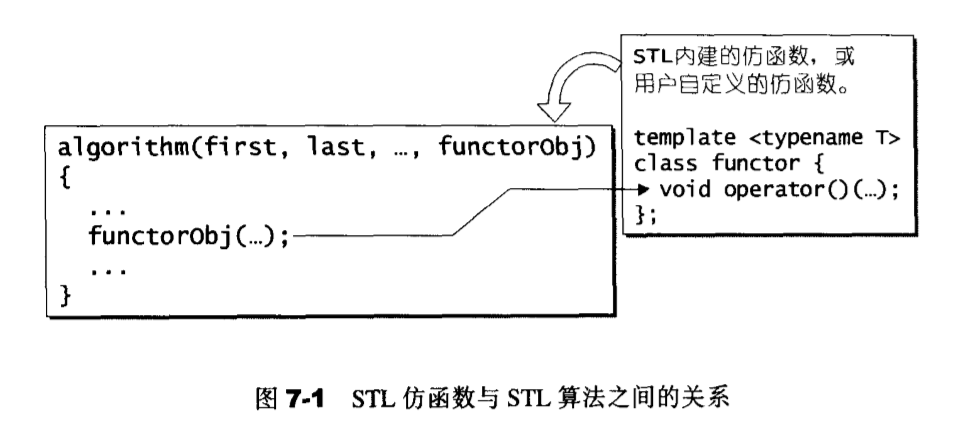 STL内建的仿函数，或
用户自定义的仿函数。
template <typename T>
class functor {
void operator()(…);
};
algorithm(first, last, …, functorObj)
{
...
functorObj(…);
...
}
图 7-1 STL 仿函数与 STL 算法之间的关系